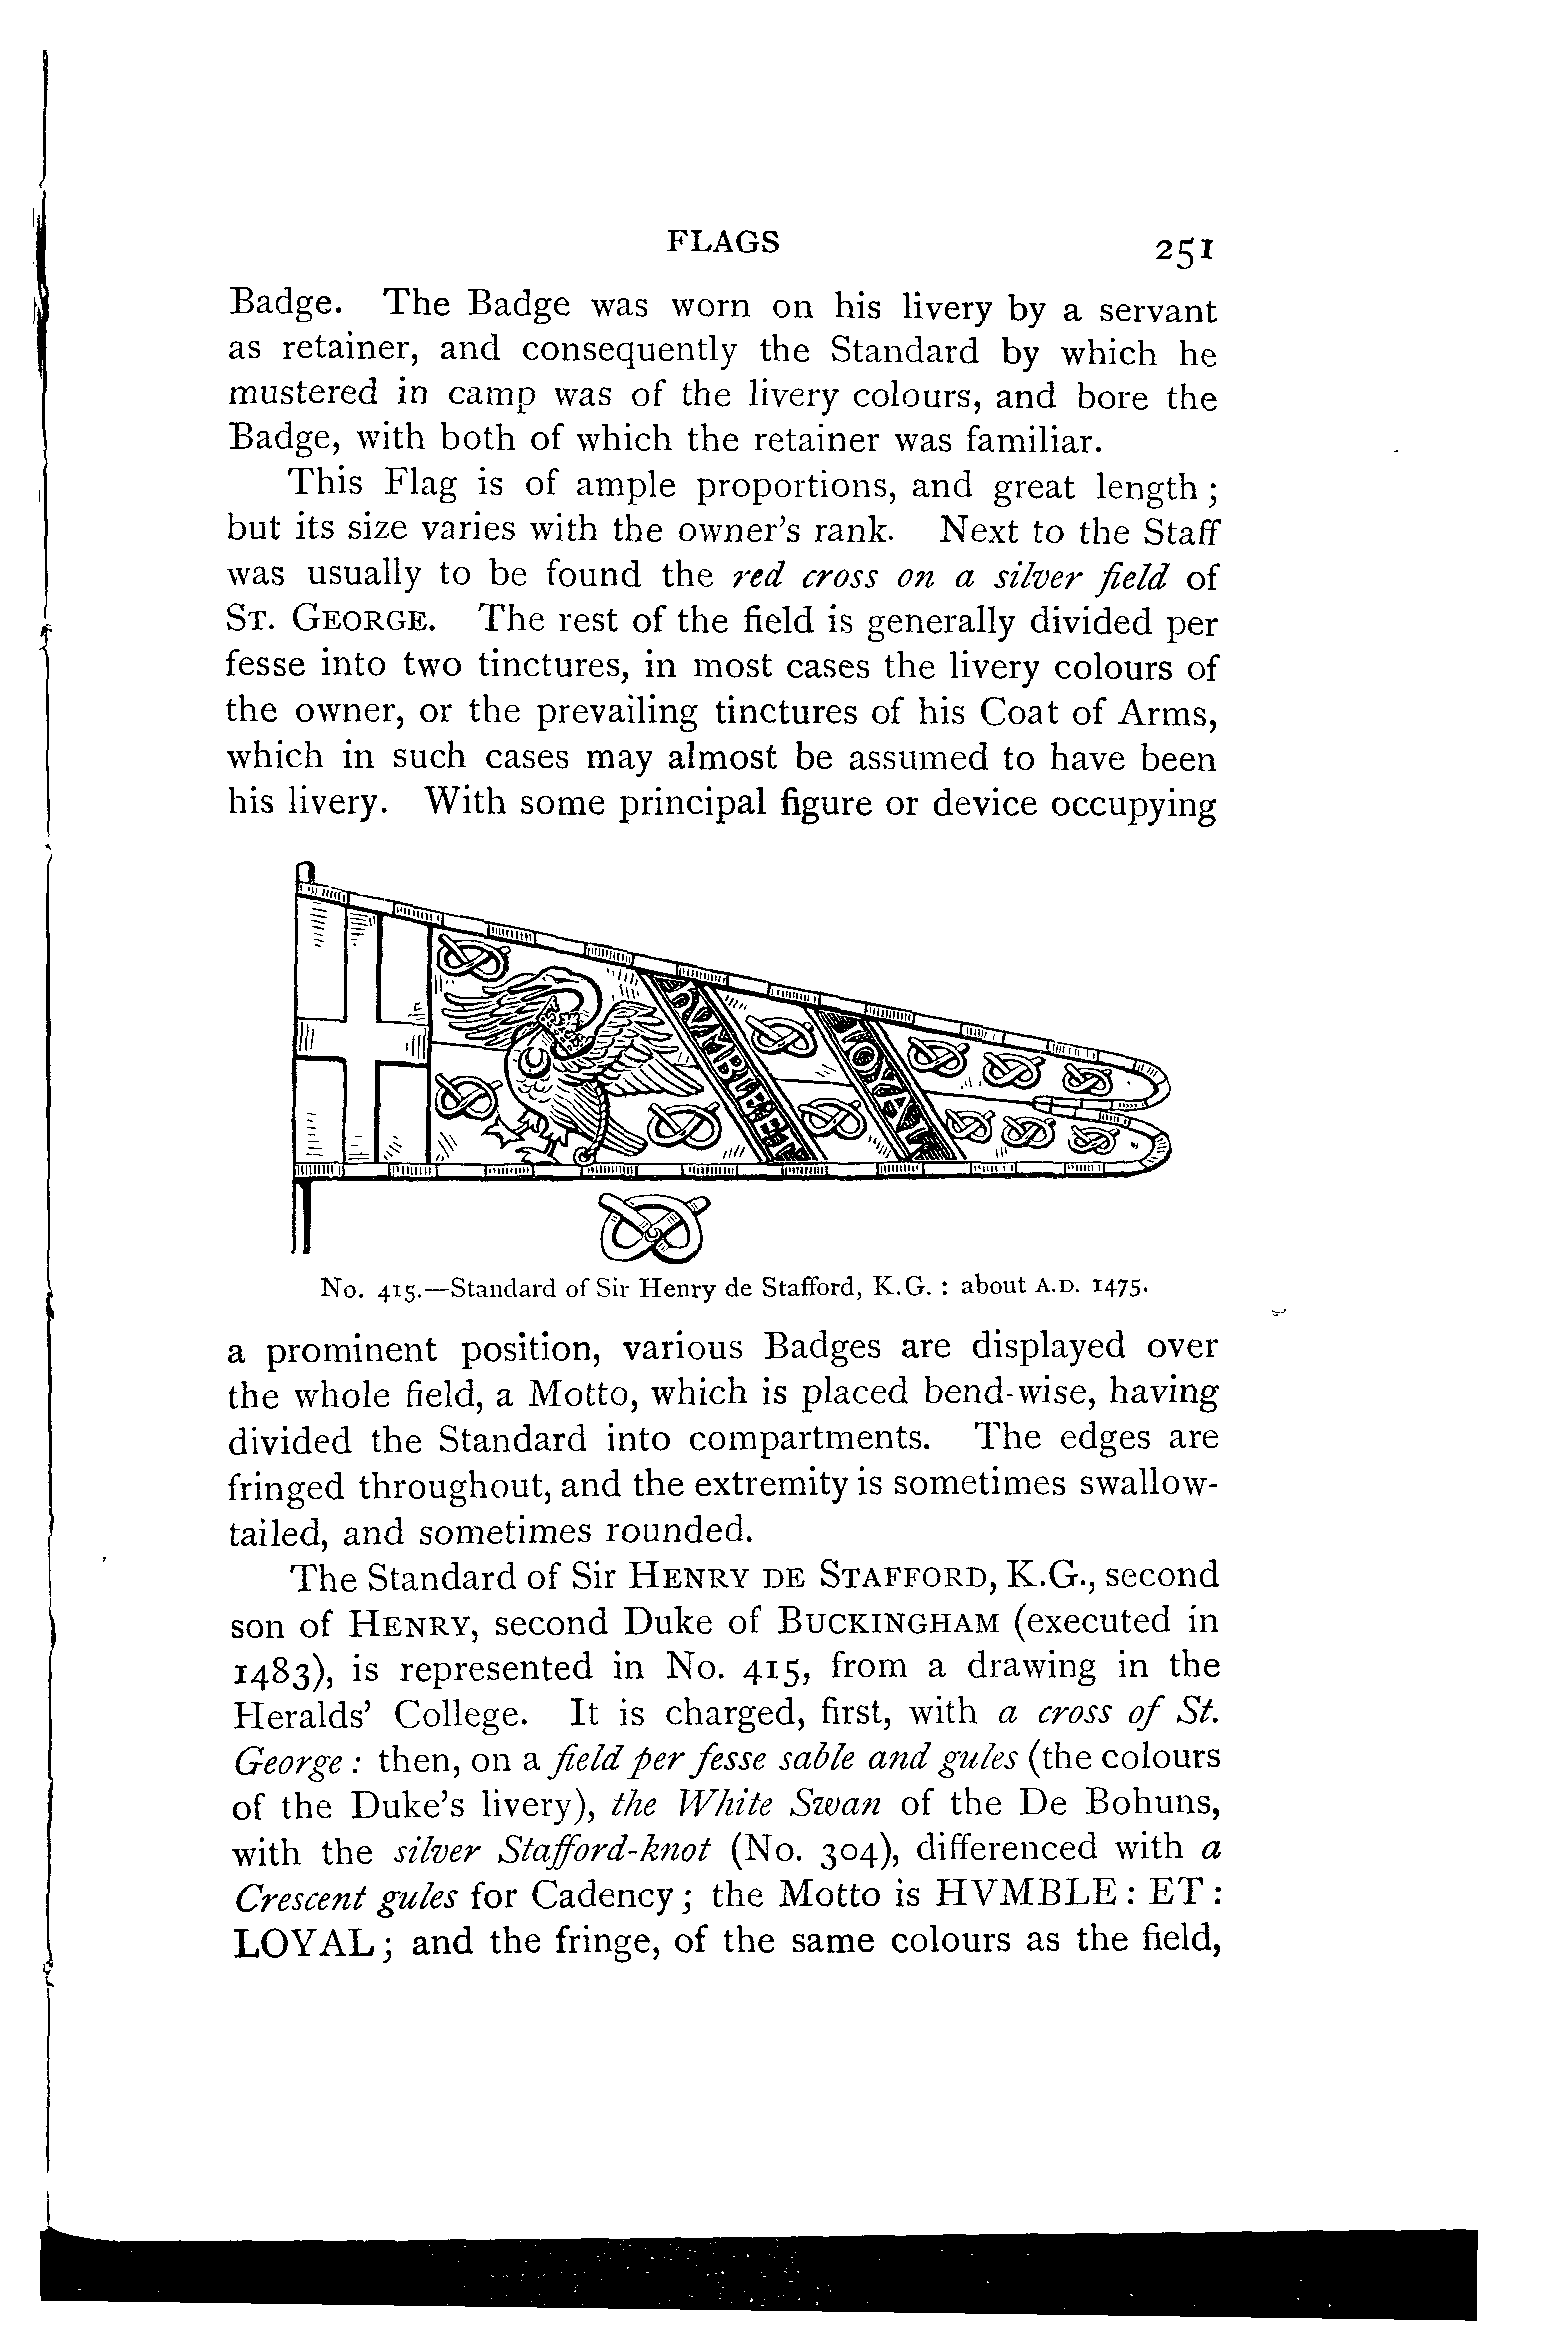 FLAGS 251
Badge. The Badge was worn on his livery by a servant
as retainer, and consequently the Standard by which he
mustered in camp was of the livery colours, and bore the
Badge, with both of which the retainer was familiar.
This Flag is of ample proportions, and great length;
but its size varies with the owner's rank. Next to the Staff
was usually to be found the red cross on a silver field of
ST. GEORGE. The rest of the field is generally divided per
fesse into two tinctures, in most cases the livery colours of
the owner, or the prevailing tinctures of his Coat of Arms,
which in such cases may almost be assumed to have been
his livery. With some principal figure or device occupying
No. 415.—Standard of Sir Henry de Stafford, K.G. : about A.D. 1475.
a prominent position, various Badges are displayed over
the whole field, a Motto, which is placed bend-wise, having
divided the Standard into compartments. The edges are
fringed throughout, and the extremity is sometimes swallow-
tailed, and sometimes rounded.
The Standard of Sir HENRY DE STAFFORD, K.G., second
son of HENRY, second Duke of BUCKINGHAM (executed in
1483), is represented in No. 415, from a drawing in the
Heralds' College. It is charged, first, with a cross of St.
George : then, on a field per fesse sable and gules (the colours
of the Duke's livery), the White Swan of the De Bohuns,
with the silver Stafford-knot (No. 304), differenced with a
Crescent gules for Cadency; the Motto is HVMBLE : ET :
LOYAL; and the fringe, of the same colours as the field,